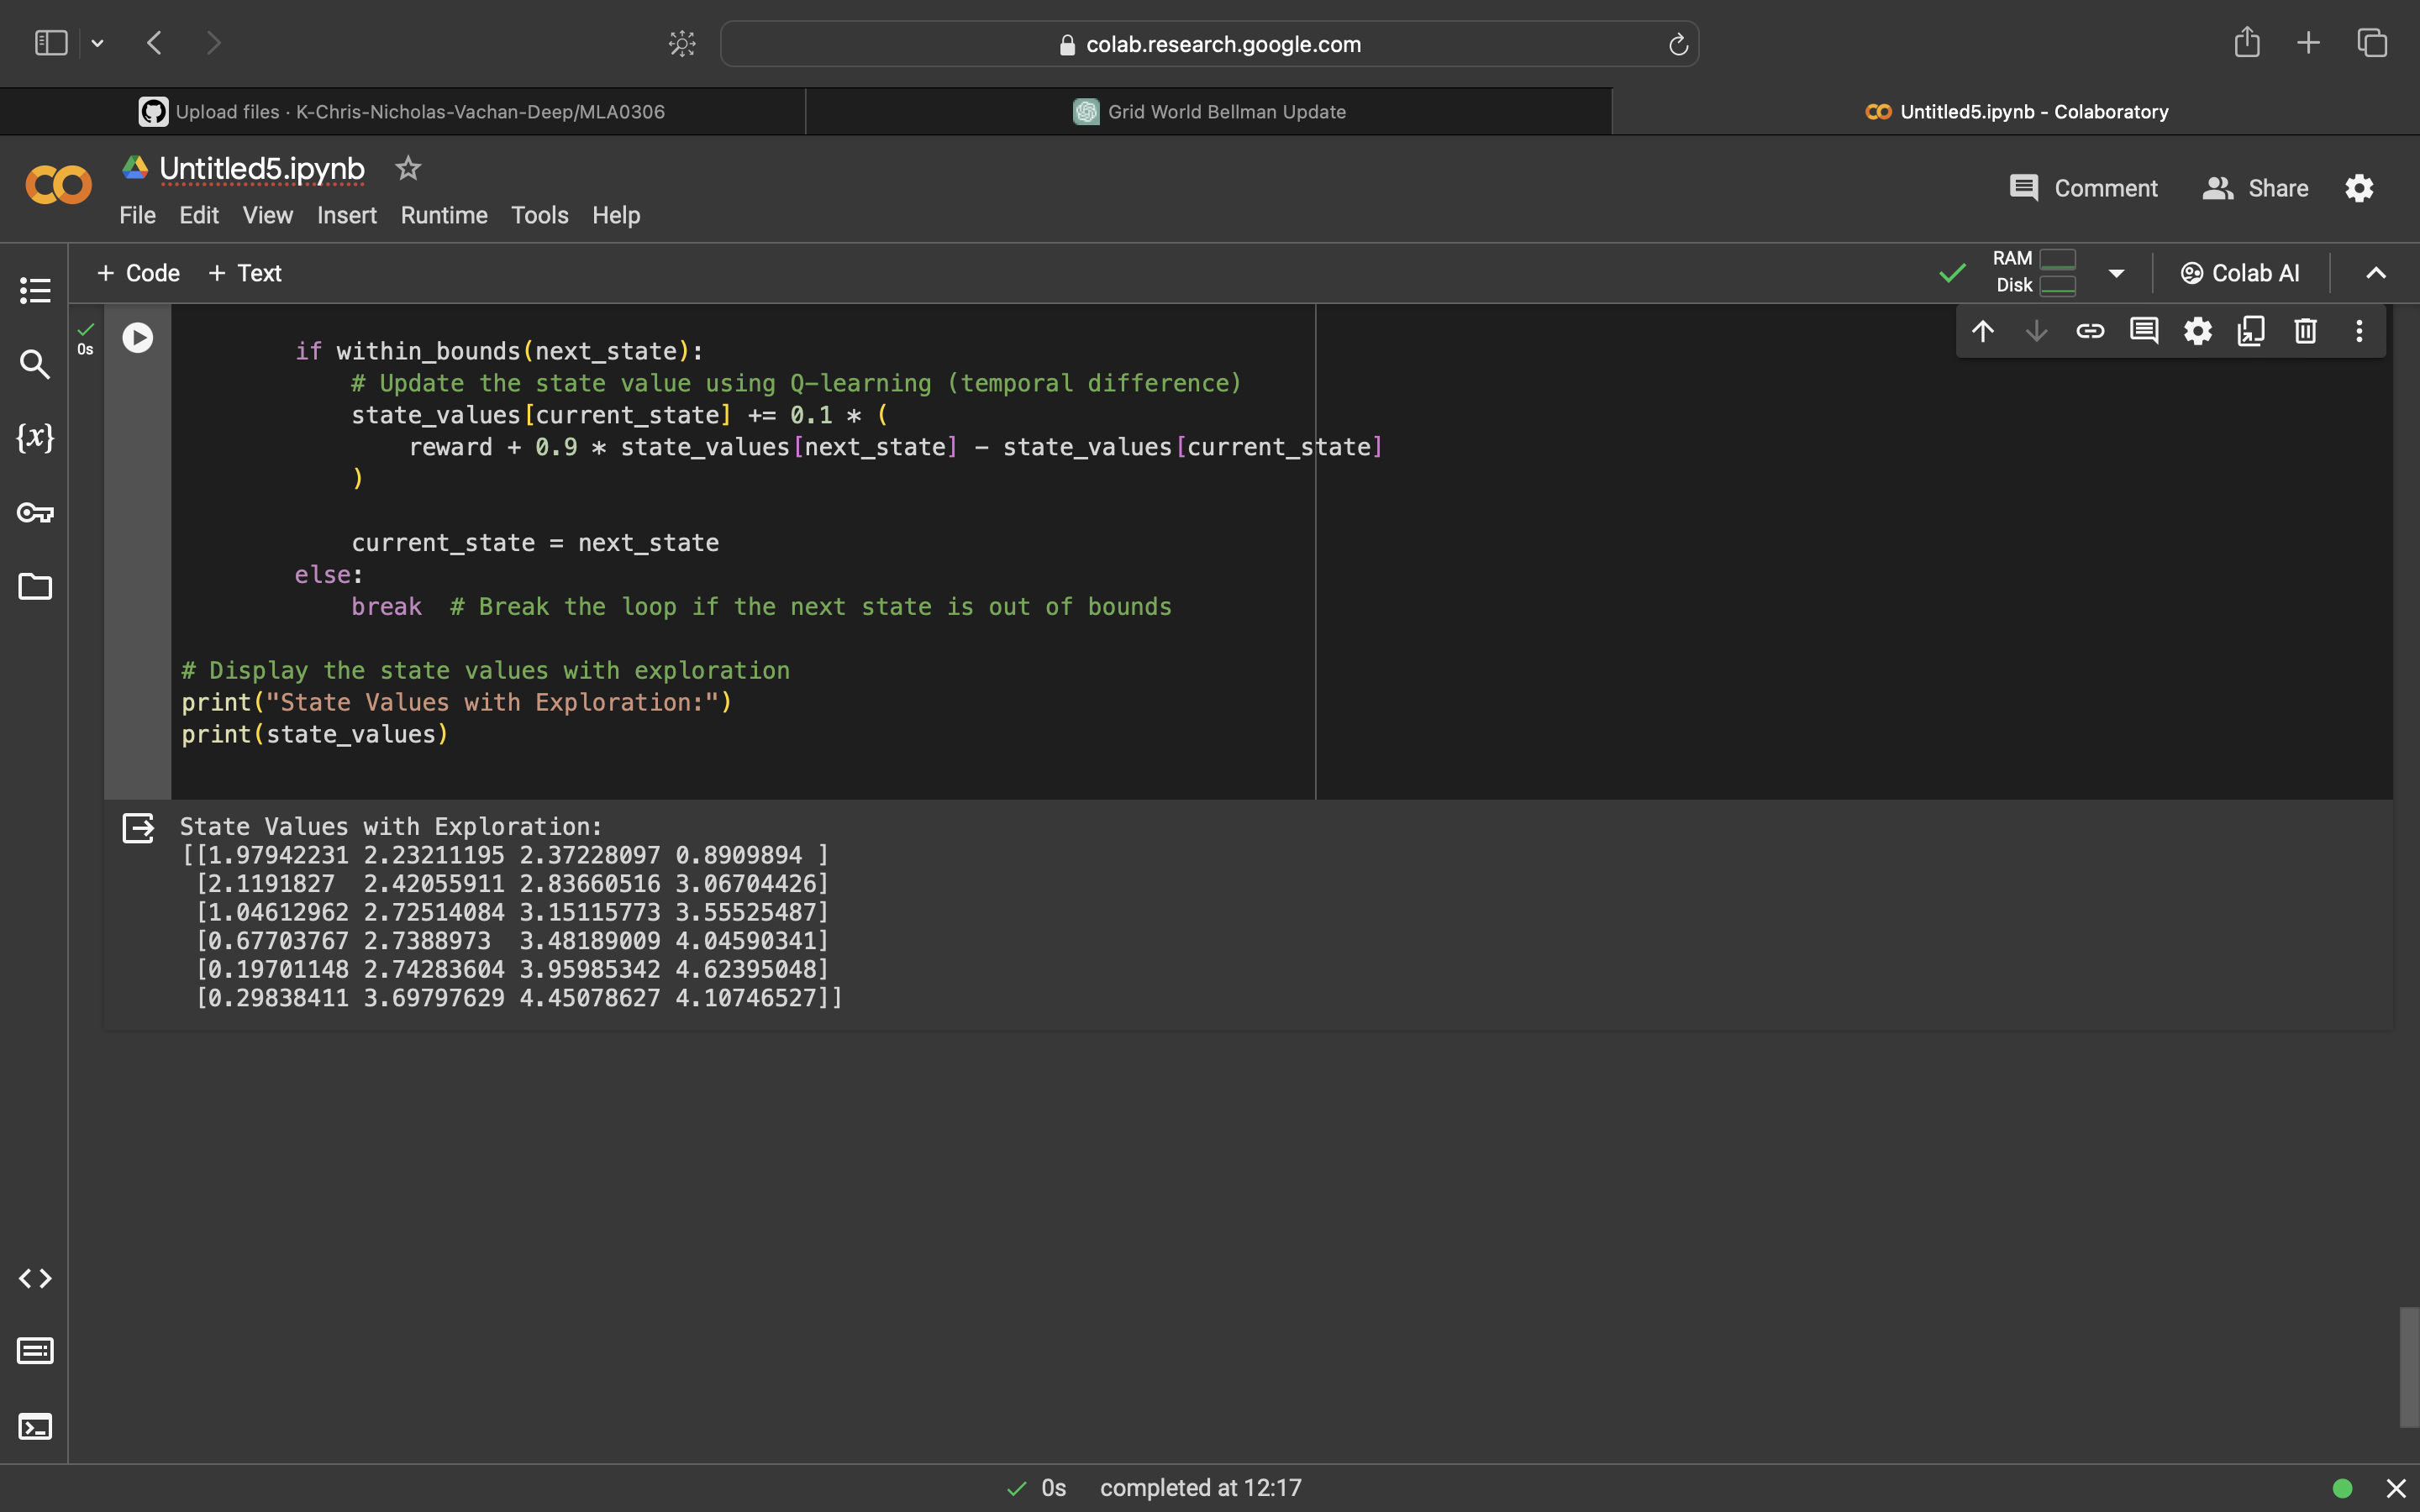 colab.research.google.com
Upload files · K-Chris-Nicholas-Vachan-Deep/MLA0306
Grid World Bellman Update
Untitled5.ipynb - Colaboratory
Untitled5.ipynb
Comment
Share
File Edit View Insert Runtime Tools Help
+ Code + Text
RAM
Disk
Colab AI
0s
if within_bounds(next_state):
# Update the state value using Q-learning (temporal difference)
state_values[current_state] += 0.1 * (
reward + 0.9 * state_values[next_state] - state_values[current_state]
)
current_state = next_state
else:
break  # Break the loop if the next state is out of bounds
# Display the state values with exploration
print("State Values with Exploration:")
print(state_values)
State Values with Exploration:
[[1.97942231 2.23211195 2.37228097 0.8909894 ]
[2.1191827  2.42055911 2.83660516 3.06704426]
[1.04612962 2.72514084 3.15115773 3.55525487]
[0.67703767 2.7388973  3.48189009 4.04590341]
[0.19701148 2.74283604 3.95985342 4.62395048]
[0.29838411 3.69797629 4.45078627 4.10746527]]
{x}
0s completed at 12:17